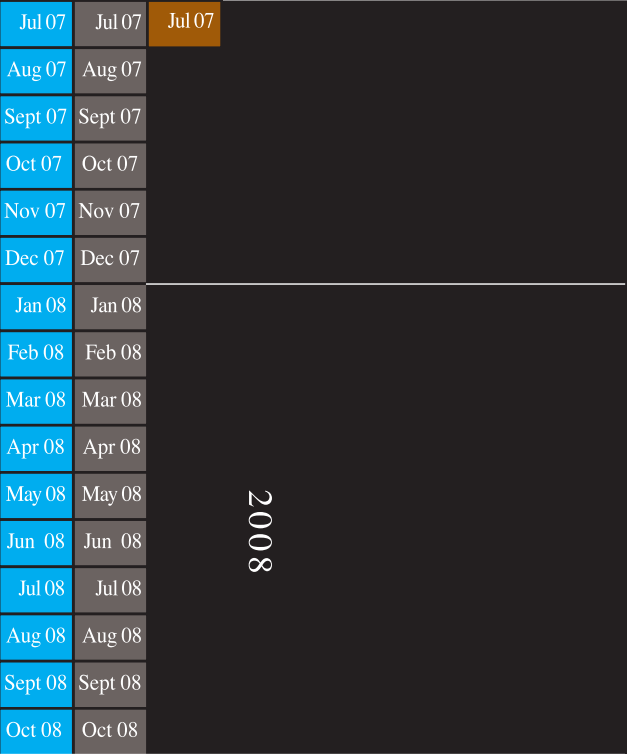 Jul 07 Jul 07 Jul 07
Aug 07 Aug 07
Sept 07 Sept 07
Oct 07 Oct 07
Nov 07 Nov 07
Dec 07 Dec 07
Jan 08 Jan 08
Feb 08 Feb 08
Mar 08 Mar 08
Apr 08 Apr 08
May 08 May 08
Jun 08 Jun 08
Jul 08 Jul 08
Aug 08 Aug 08
Sept 08 Sept 08
Oct 08 Oct 08
2008